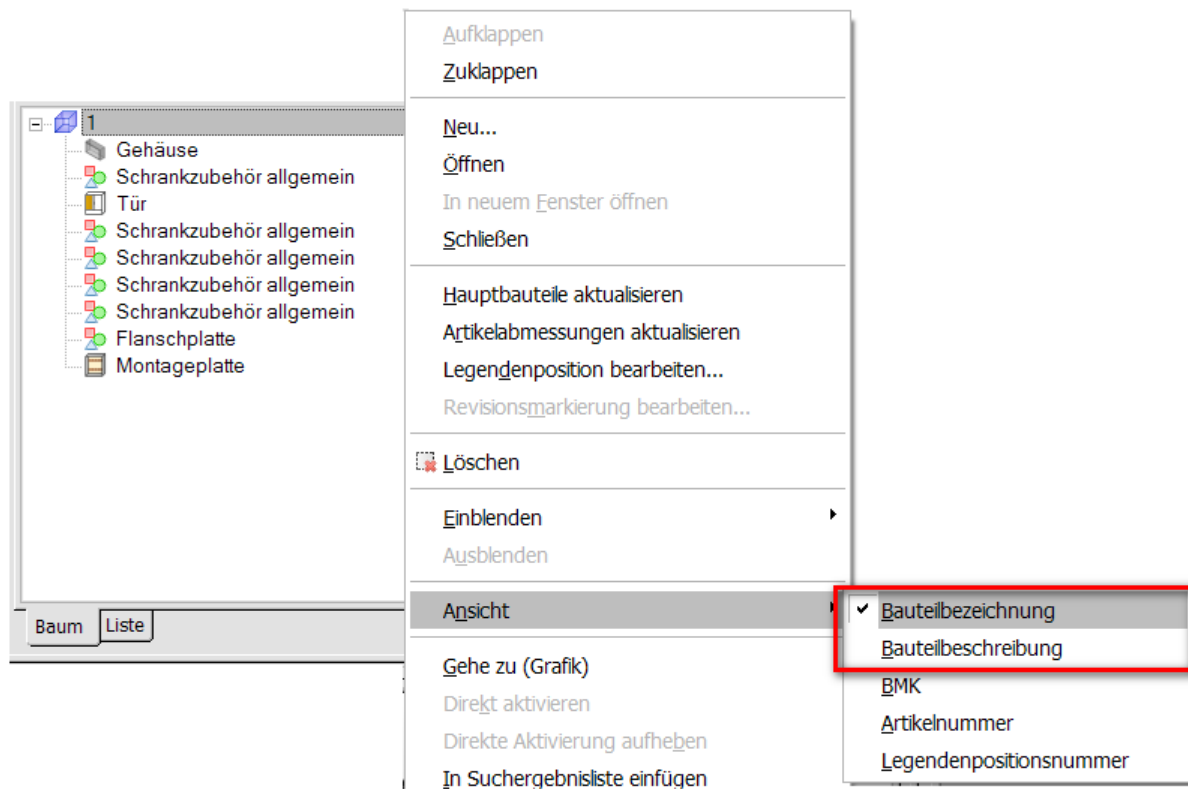 1
Gehäuse
Schrankzubehör allgemein
Tür
Schrankzubehör allgemein
Schrankzubehör allgemein
Schrankzubehör allgemein
Schrankzubehör allgemein
Flanschplatte
Montageplatte
Baum
Liste
Aufklappen
Zuklappen
Neu...
Öffnen
In neuem Fenster öffnen
Schließen
Hauptbauteile aktualisieren
Artikelabmessungen aktualisieren
Legendenposition bearbeiten...
Revisionsmarkierung bearbeiten...
Löschen
Einblenden
Ausblenden
Ansicht
Gehe zu (Grafik)
Direkt aktivieren
Direkte Aktivierung aufheben
In Suchergebnisliste einfügen
Bauteilbezeichnung
Bauteilbeschreibung
BMK
Artikelnummer
Legendenpositionsnummer